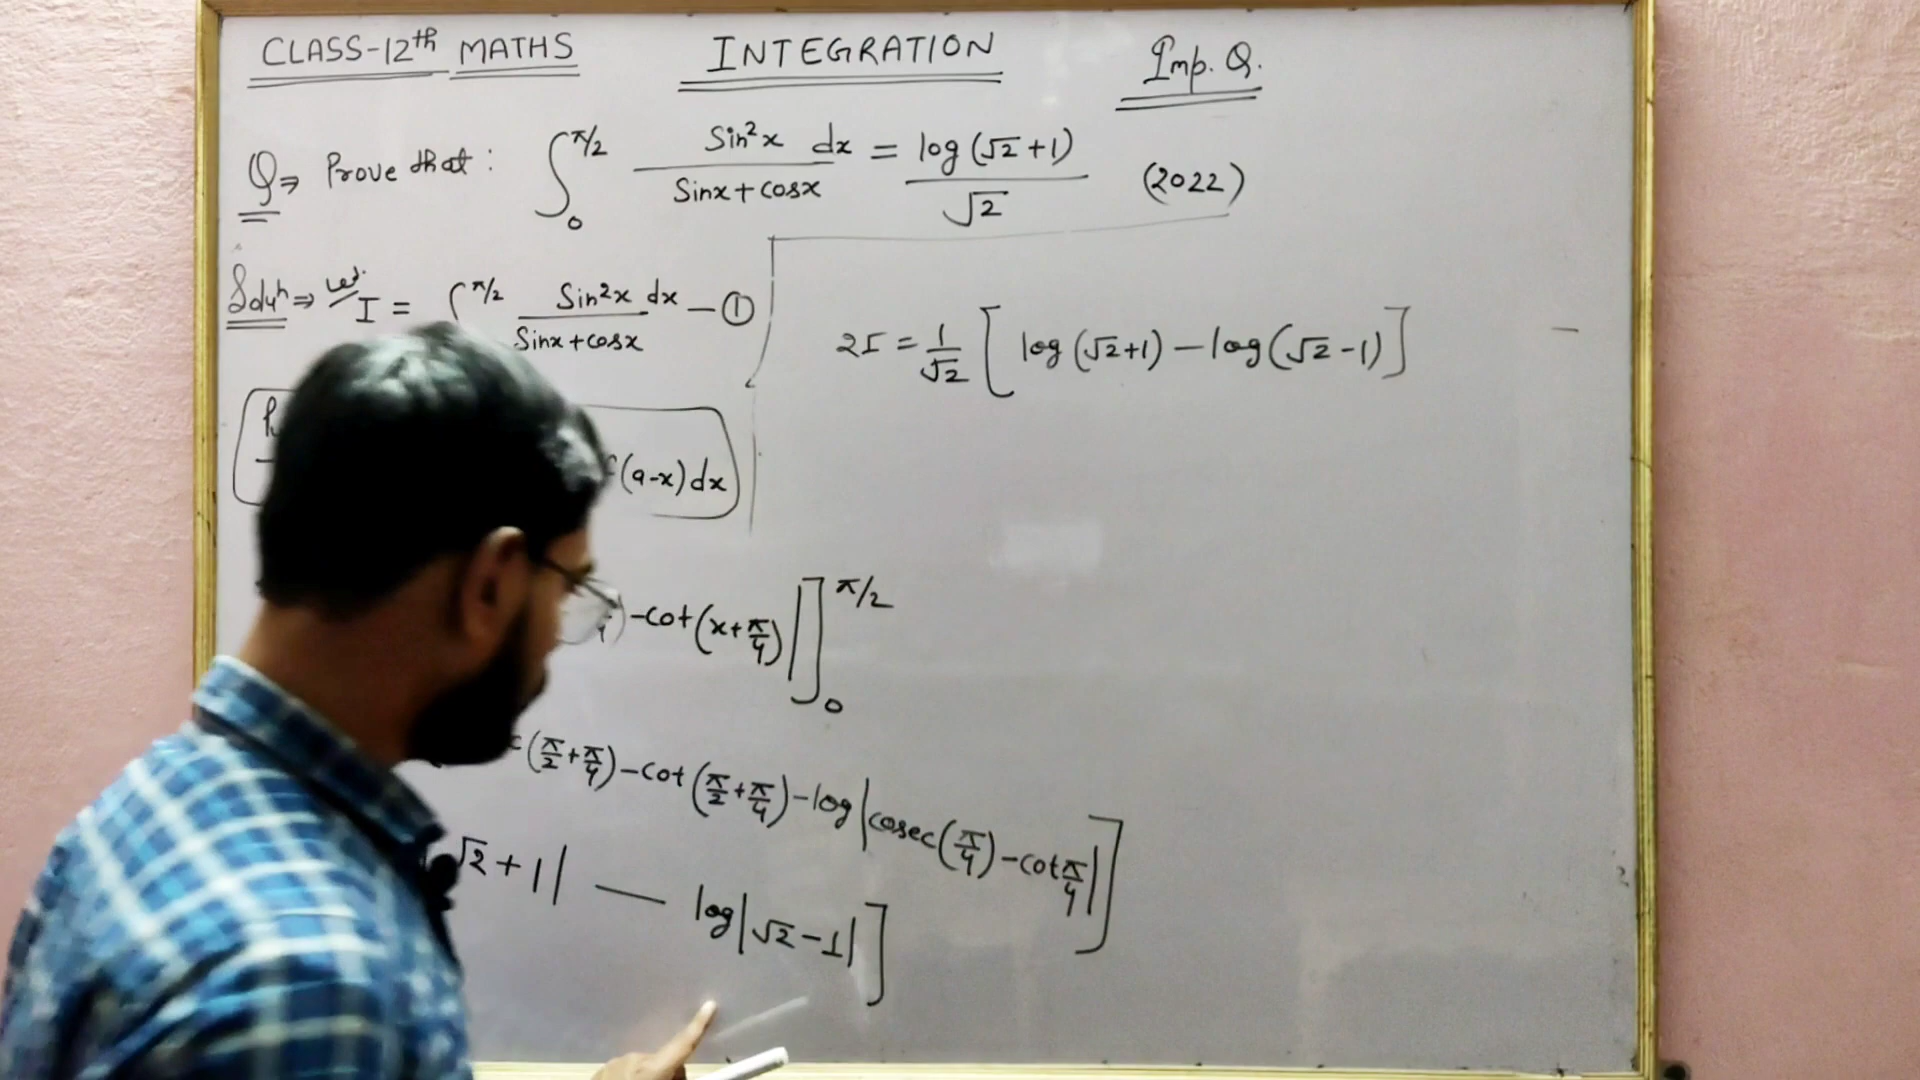 CLASS-12th MATHS INTEGRATION Imp. Q.
Q⇒ Prove that: ∫₀^π/2 Sin²x dx / Sinx+cosx = log(√2+1) / √2 (2022)
Soluⁿ⇒ Let I = ∫^π/2 Sin²x dx / Sinx+cosx — ①
(a-x)dx
-cot(x+π/4)|]₀^π/2
(π/2+π/4)-cot(π/2+π/4)-log|cosec(π/4)-cot π/4|]
√2+1| — log|√2-1|]
2I = 1/√2 [log(√2+1)-log(√2-1)]